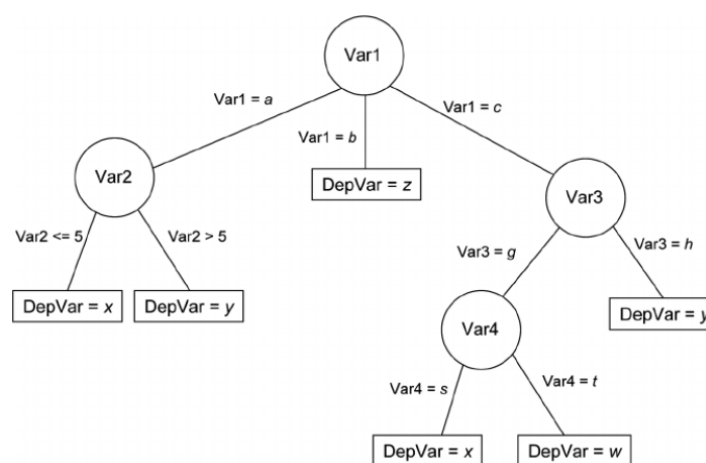 Var1
Var1 = a
Var1 = b
Var1 = c
Var2
DepVar = z
Var3
Var2 <= 5
Var2 > 5
Var3 = g
Var3 = h
DepVar = x
DepVar = y
Var4
DepVar = y
Var4 = s
Var4 = t
DepVar = x
DepVar = w